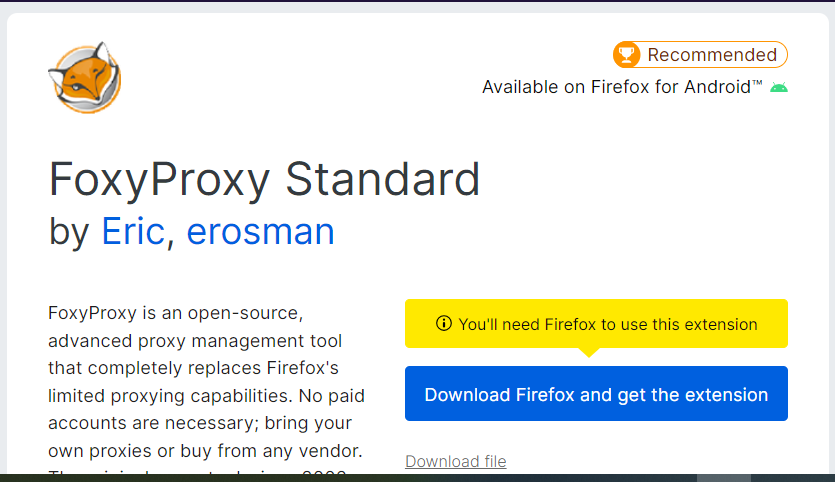 Recommended
Available on Firefox for Android™
FoxyProxy Standard
by Eric, erosman
FoxyProxy is an open-source,
advanced proxy management tool
that completely replaces Firefox's
limited proxying capabilities. No paid
accounts are necessary; bring your
own proxies or buy from any vendor.
You'll need Firefox to use this extension
Download Firefox and get the extension
Download file